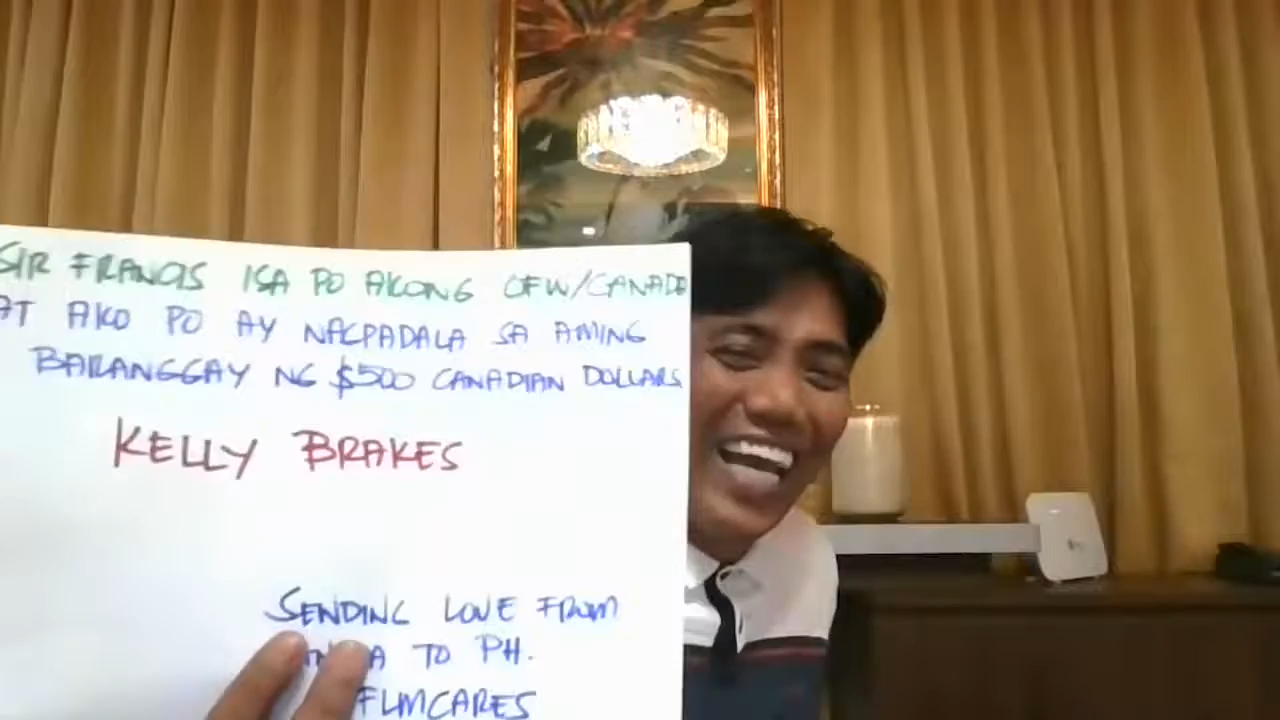 SIR FRANCIS ISA PO AKONG OFW/CANADA
AT AKO PO AY NAGPADALA SA AMING
BARANGGAY NG $500 CANADIAN DOLLARS
KELLY BRAKES
SENDING LOVE FROM
TO PH.
FLMCARES